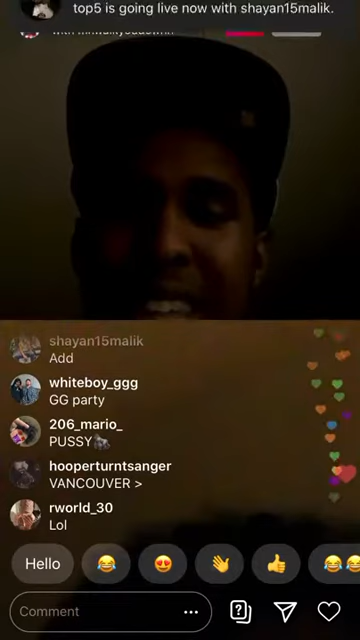 top5 is going live now with shayan15malik.
shayan15malik
Add
whiteboy_ggg
GG party
206_mario_
PUSSY
hooperturntsanger
VANCOUVER >
rworld_30
Lol
Hello
Comment